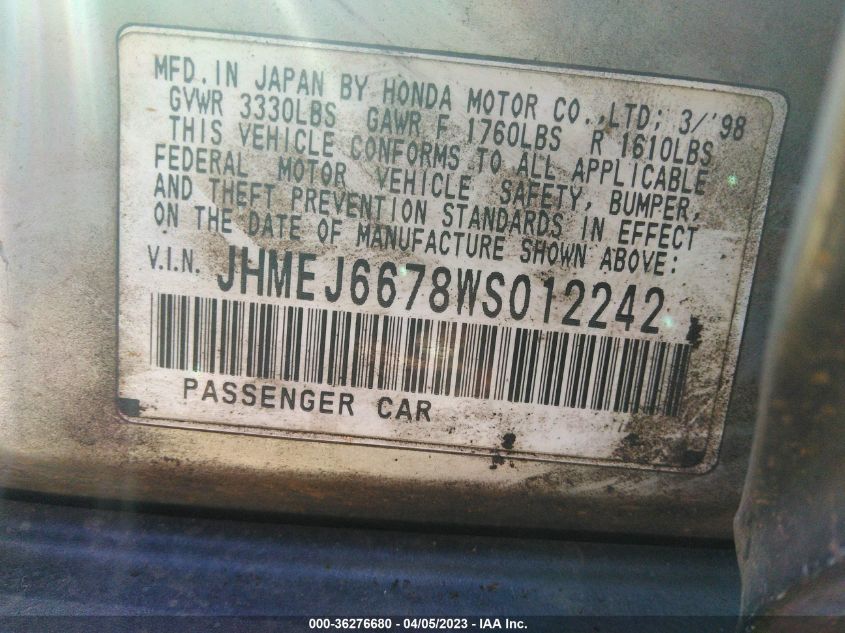 MFD. IN JAPAN BY HONDA MOTOR CO., LTD; 3/'98
GVWR 3330LBS GAWR F 1760LBS R 1610LBS
THIS VEHICLE CONFORMS TO ALL APPLICABLE
FEDERAL MOTOR VEHICLE SAFETY, BUMPER,
AND THEFT PREVENTION STANDARDS IN EFFECT
ON THE DATE OF MANUFACTURE SHOWN ABOVE:
V.I.N. JHMEJ6678WS012242
PASSENGER CAR
000-36276680 - 04/05/2023 - IAA Inc.